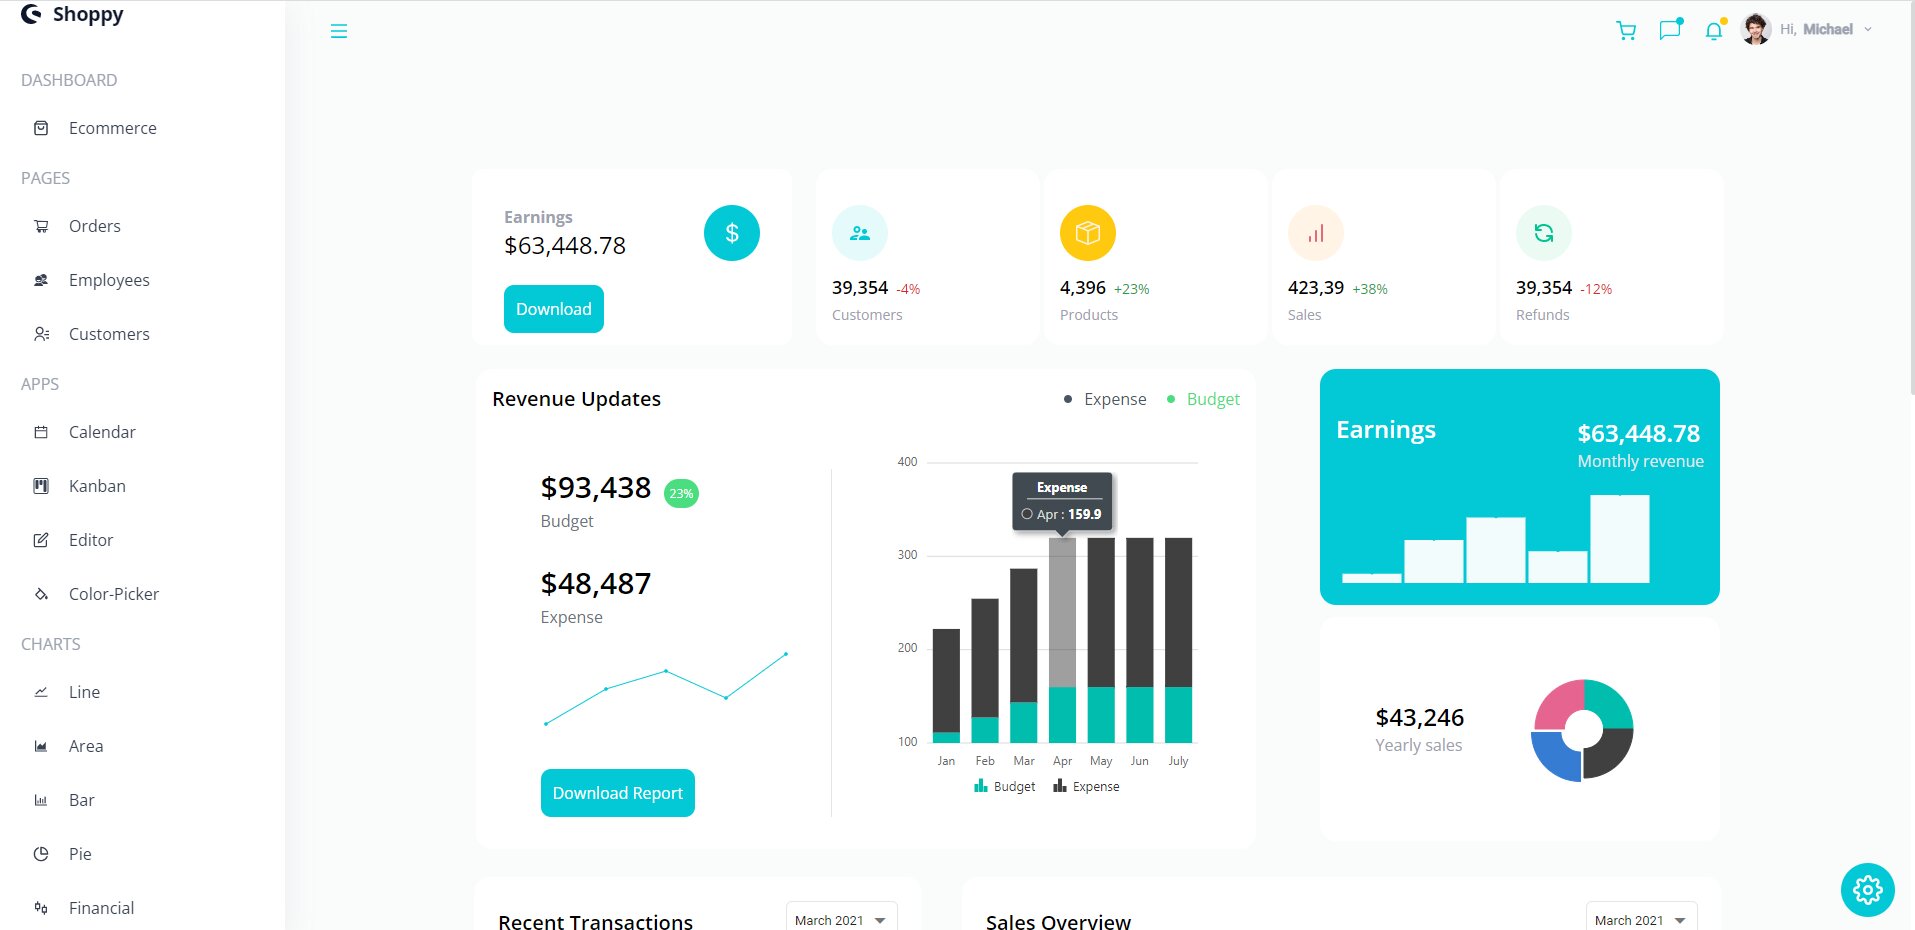 Shoppy
Hi, Michael
DASHBOARD
Ecommerce
PAGES
Orders
Employees
Customers
APPS
Calendar
Kanban
Editor
Color-Picker
CHARTS
Line
Area
Bar
Pie
Financial
Earnings
$63,448.78
$
Download
39,354 -4%
Customers
4,396 +23%
Products
423,39 +38%
Sales
39,354 -12%
Refunds
Revenue Updates
Expense
Budget
$93,438 23%
Budget
$48,487
Expense
Download Report
400
300
200
100
Expense
Apr : 159.9
Jan Feb Mar Apr May Jun July
Budget Expense
Earnings
$63,448.78
Monthly revenue
$43,246
Yearly sales
Recent Transactions
March 2021
Sales Overview
March 2021